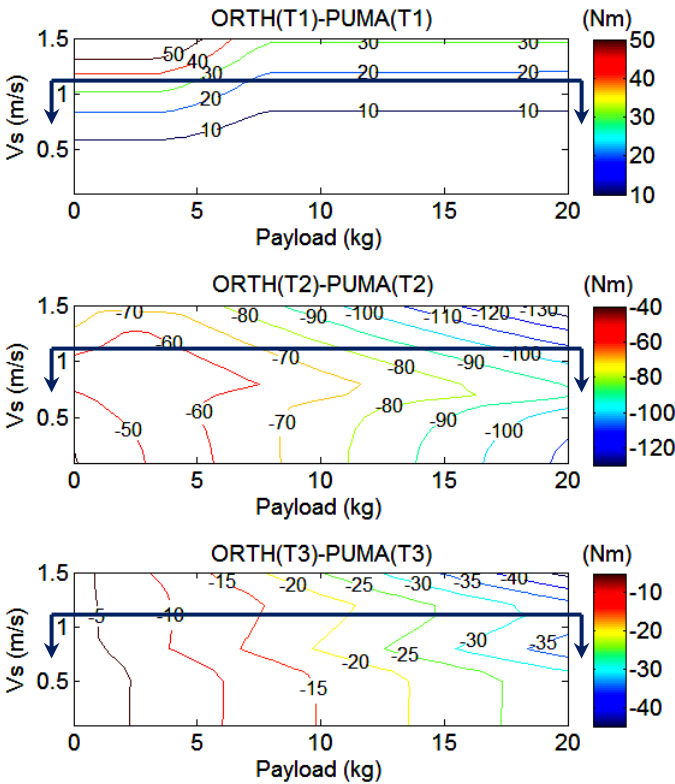 ORTH(T1)-PUMA(T1) (Nm)
1.5 50 40 30 30 30 50
1 20 20 20 40
0.5 10 10 10 30
20
10
0 5 10 15 20
Vs (m/s)
Payload (kg)
ORTH(T2)-PUMA(T2) (Nm)
1.5 -70 -80 -90 -100 -110 -120 -130 -40
-60 -60
1 -70 -80 -90 -100 -80
0.5 -50 -60 -70 -80 -90 -100 -100
-120
0 5 10 15 20
Vs (m/s)
Payload (kg)
ORTH(T3)-PUMA(T3) (Nm)
1.5 -15 -20 -25 -30 -35 -40 -10
1 -5 -10 -30 -35 -20
-20 -25 -30
0.5 -15 -40
0 5 10 15 20
Vs (m/s)
Payload (kg)